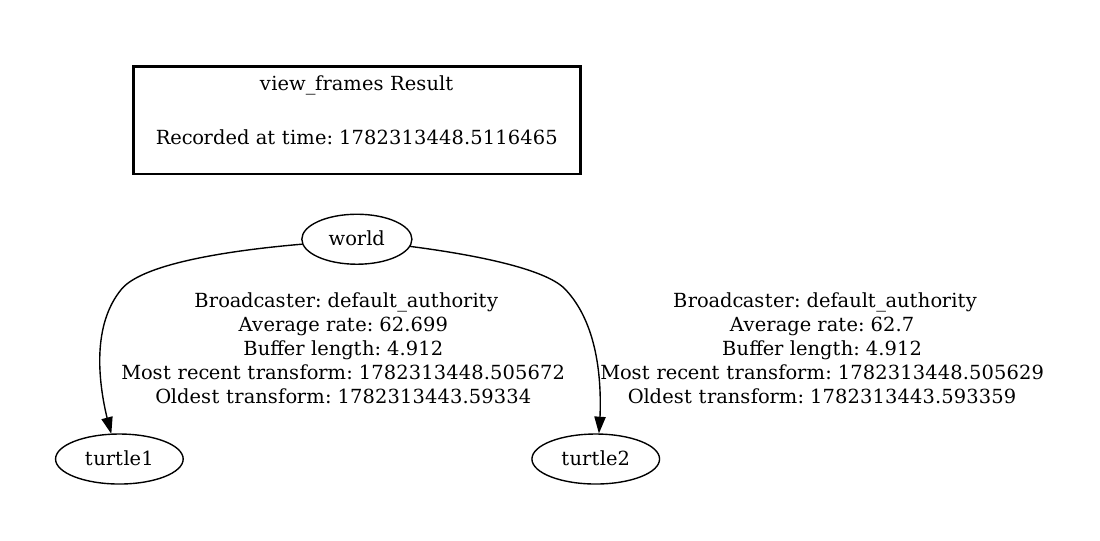 view_frames Result
Recorded at time: 1782313448.5116465
world
Broadcaster: default_authority
Average rate: 62.699
Buffer length: 4.912
Most recent transform: 1782313448.505672
Oldest transform: 1782313443.59334
Broadcaster: default_authority
Average rate: 62.7
Buffer length: 4.912
Most recent transform: 1782313448.505629
Oldest transform: 1782313443.593359
turtle1
turtle2